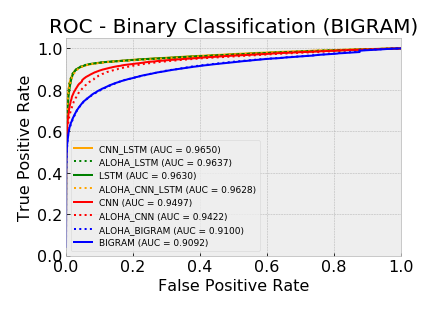 ROC - Binary Classification (BIGRAM)
True Positive Rate
1.0
0.8
0.6
0.4
0.2
0.0
CNN_LSTM (AUC = 0.9650)
ALOHA_LSTM (AUC = 0.9637)
LSTM (AUC = 0.9630)
ALOHA_CNN_LSTM (AUC = 0.9628)
CNN (AUC = 0.9497)
ALOHA_CNN (AUC = 0.9422)
ALOHA_BIGRAM (AUC = 0.9100)
BIGRAM (AUC = 0.9092)
0.0 0.2 0.4 0.6 0.8 1.0
False Positive Rate